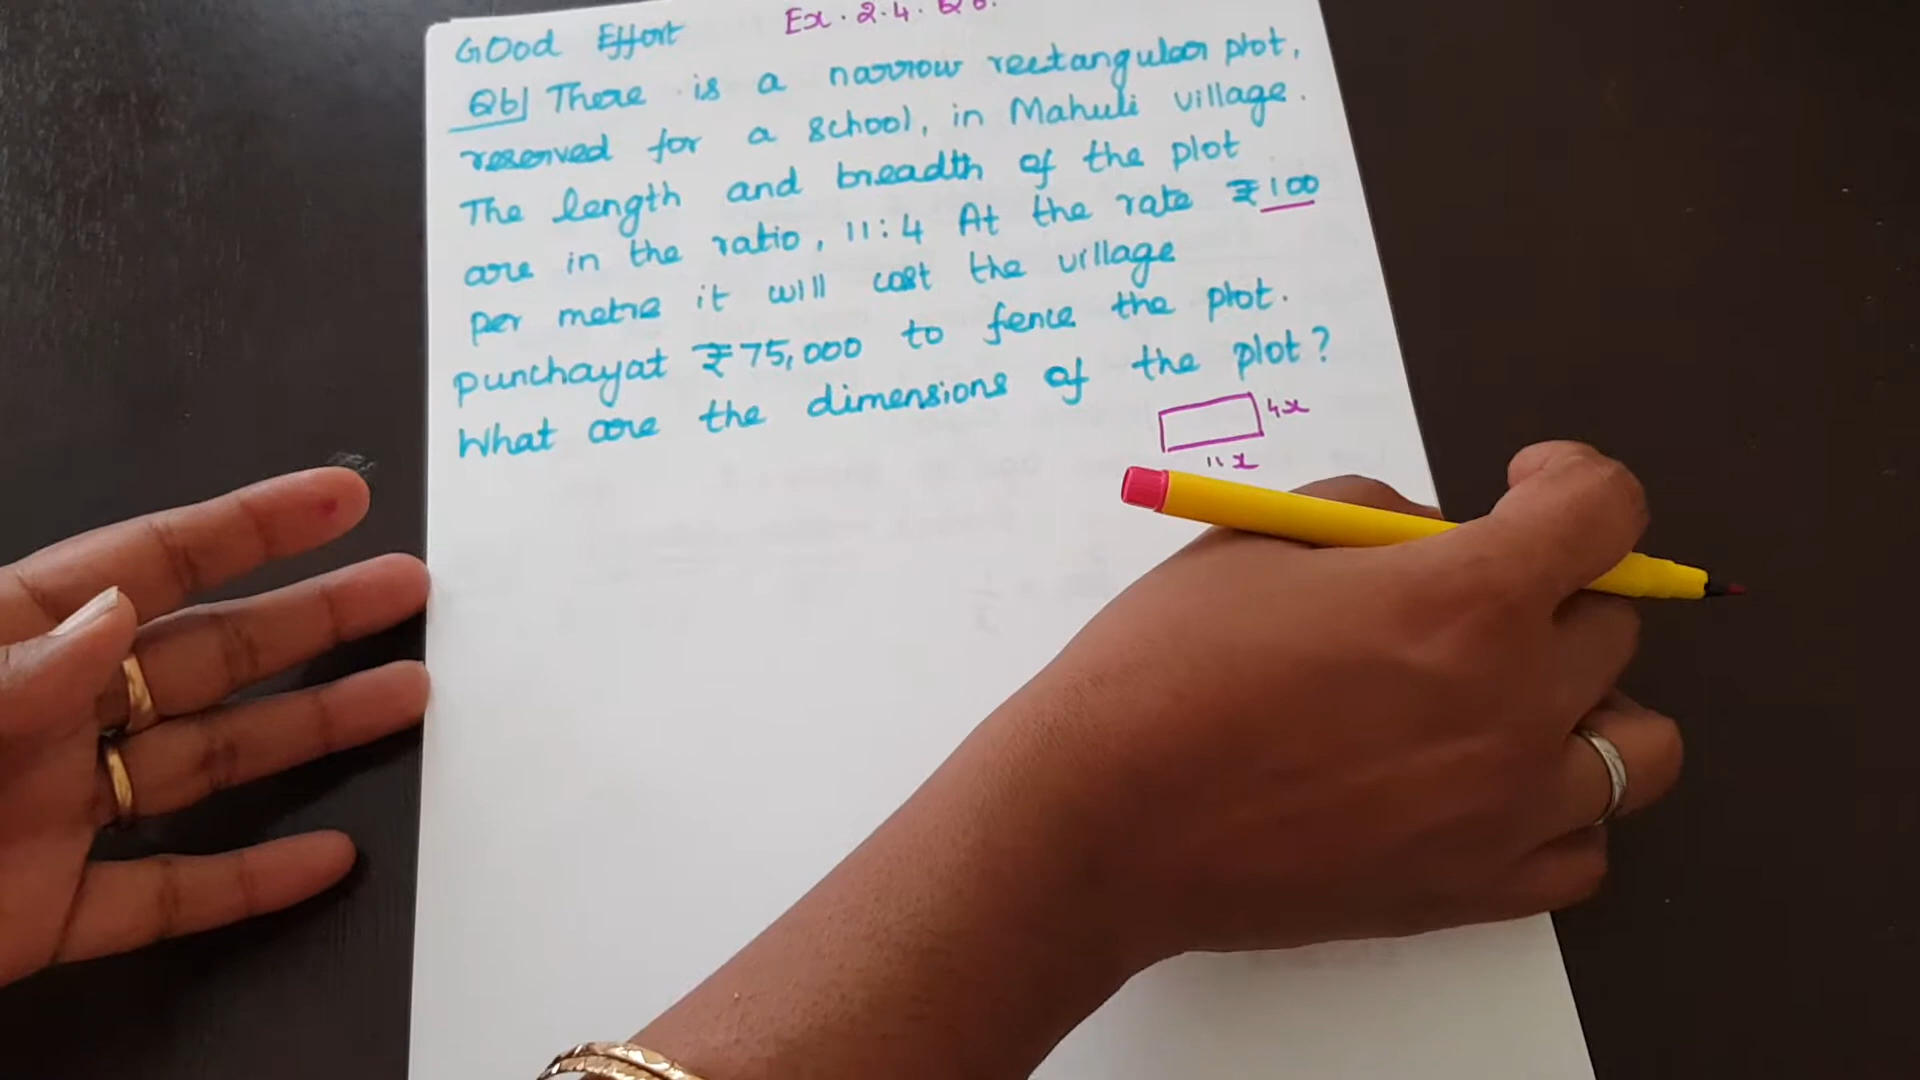 Good Effort Ex. 2.4. Q6.
Q6] There is a narrow rectangular plot,
reserved for a school, in Mahuli village.
The length and breadth of the plot
are in the ratio, 11:4 At the rate ₹100
per metre it will cost the village
punchayat ₹75,000 to fence the plot.
What are the dimensions of the plot?
4x
11x